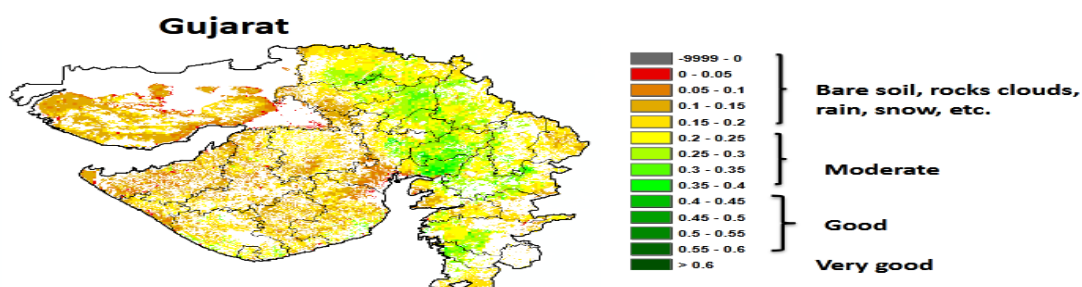 Gujarat
-9999 - 0
0 - 0.05
0.05 - 0.1
0.1 - 0.15
0.15 - 0.2
0.2 - 0.25
0.25 - 0.3
0.3 - 0.35
0.35 - 0.4
0.4 - 0.45
0.45 - 0.5
0.5 - 0.55
0.55 - 0.6
> 0.6
Bare soil, rocks clouds,
rain, snow, etc.
Moderate
Good
Very good